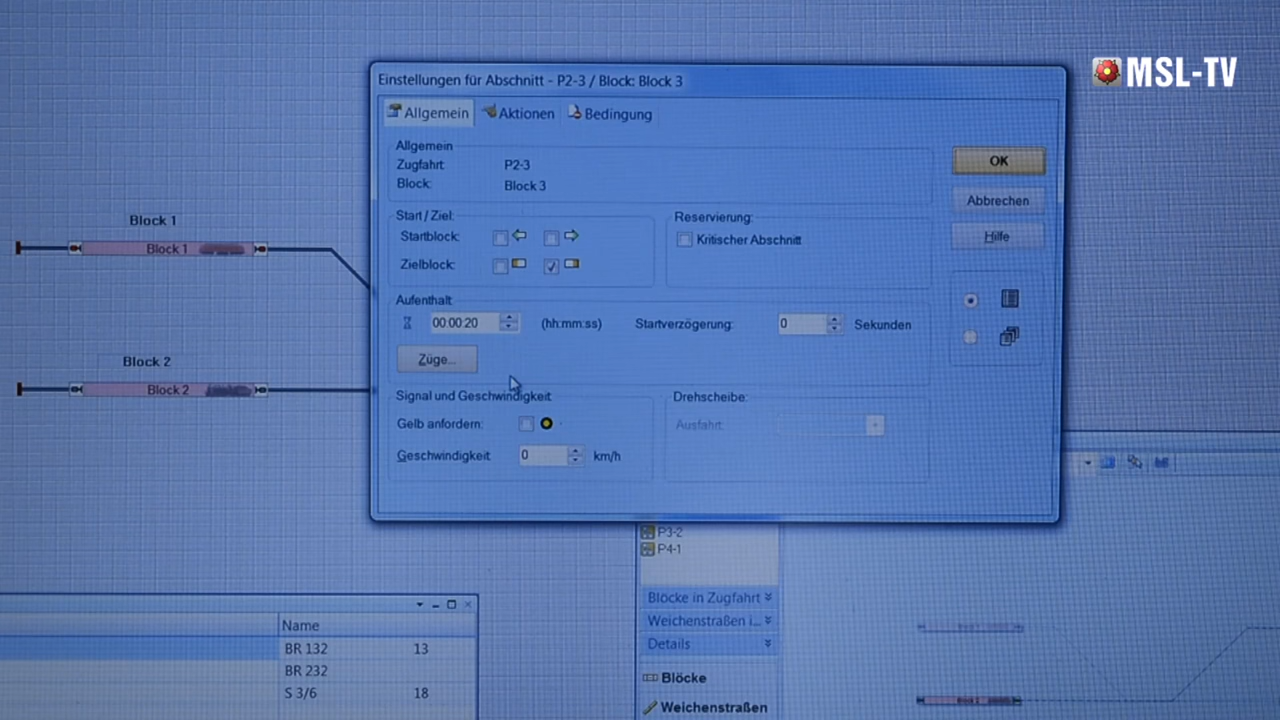 MSL-TV
Einstellungen für Abschnitt - P2-3 / Block: Block 3
Allgemein Aktionen Bedingung
Allgemein
Zugfahrt: P2-3
Block: Block 3
OK
Abbrechen
Hilfe
Start / Ziel:
Startblock:
Zielblock:
Reservierung:
Kritischer Abschnitt
Aufenthalt:
00:00:20 (hh:mm:ss) Startverzögerung: 0 Sekunden
Züge...
Signal und Geschwindigkeit
Gelb anfordern:
Geschwindigkeit: 0 km/h
Drehscheibe:
Ausfahrt:
Block 1
Block 1
Block 2
Block 2
P3-2
P4-1
Blöcke in Zugfahrt
Weichenstraßen i...
Details
Blöcke
Weichenstraßen
Name
BR 132 13
BR 232
S 3/6 18
Block 2